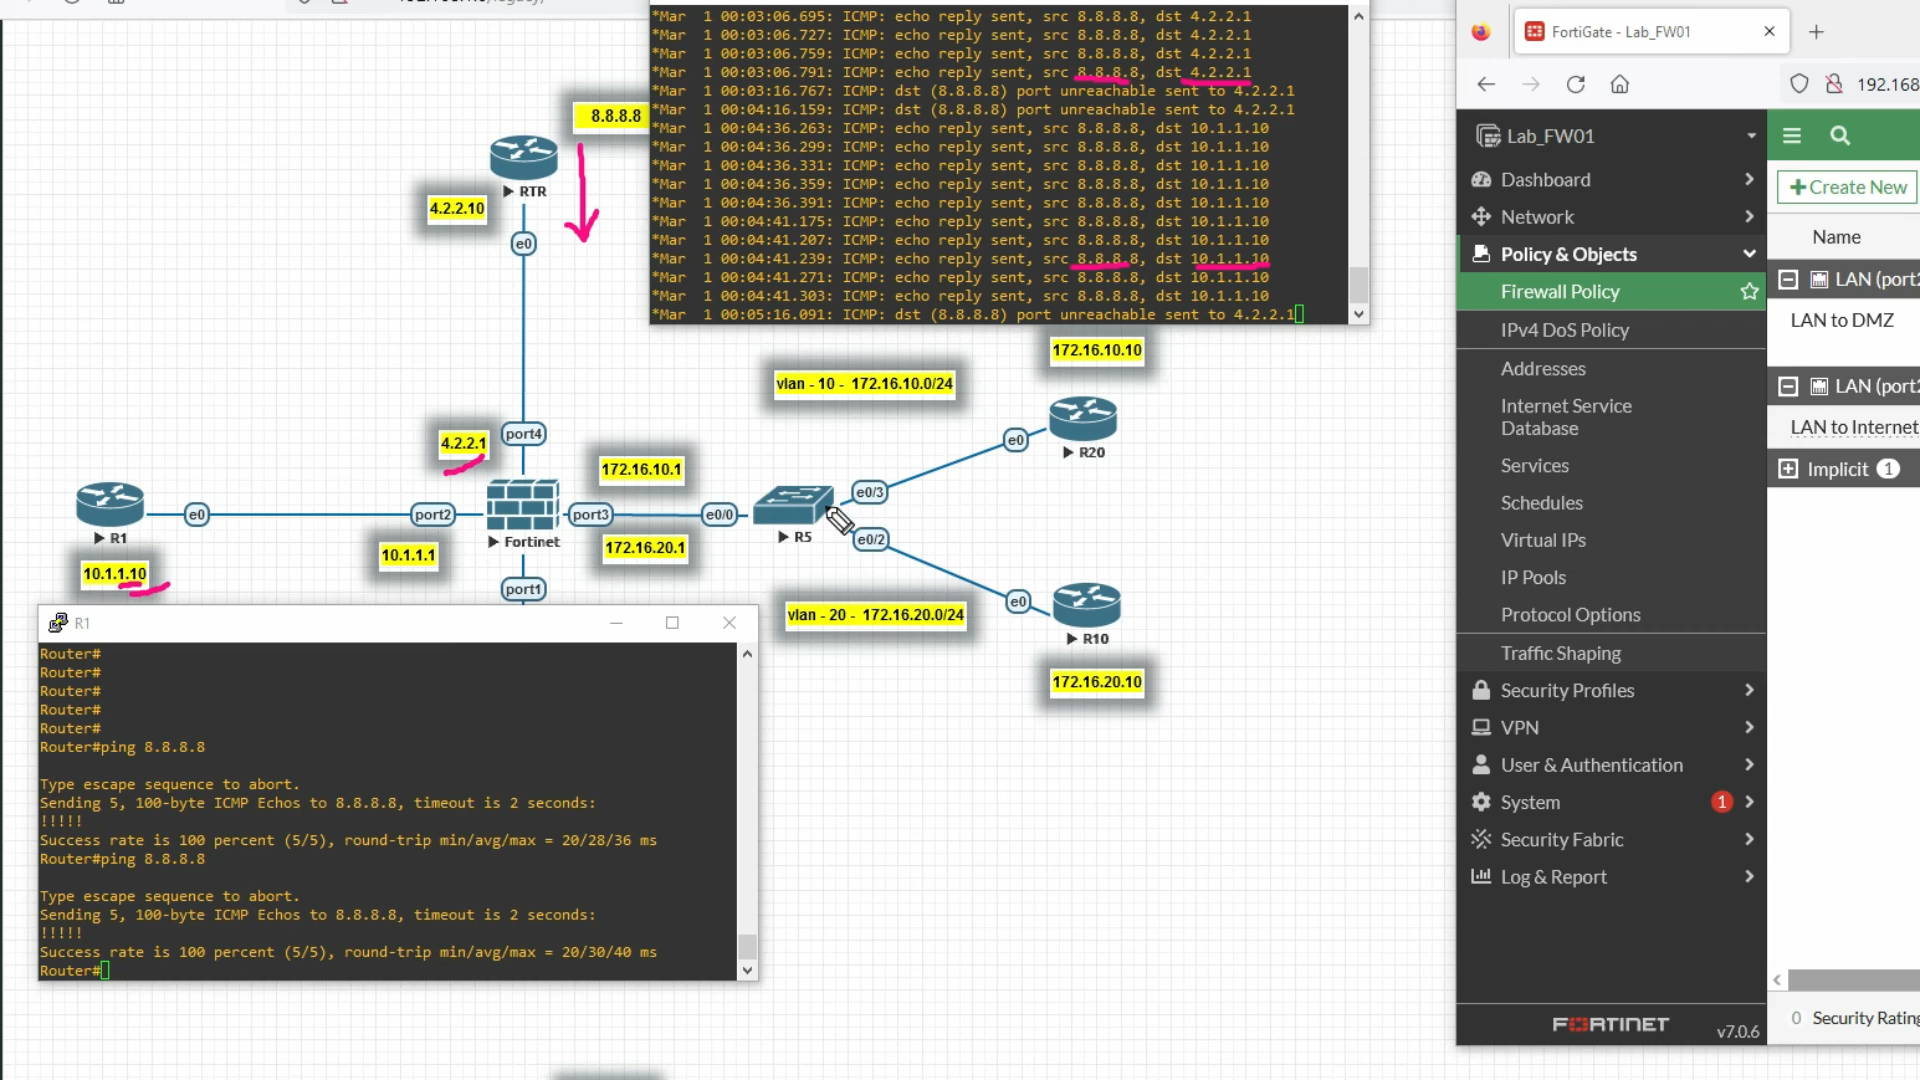 *Mar  1 00:03:06.695: ICMP: echo reply sent, src 8.8.8.8, dst 4.2.2.1
*Mar  1 00:03:06.727: ICMP: echo reply sent, src 8.8.8.8, dst 4.2.2.1
*Mar  1 00:03:06.759: ICMP: echo reply sent, src 8.8.8.8, dst 4.2.2.1
*Mar  1 00:03:06.791: ICMP: echo reply sent, src 8.8.8.8, dst 4.2.2.1
*Mar  1 00:03:16.767: ICMP: dst (8.8.8.8) port unreachable sent to 4.2.2.1
*Mar  1 00:04:16.159: ICMP: dst (8.8.8.8) port unreachable sent to 4.2.2.1
*Mar  1 00:04:36.263: ICMP: echo reply sent, src 8.8.8.8, dst 10.1.1.10
*Mar  1 00:04:36.299: ICMP: echo reply sent, src 8.8.8.8, dst 10.1.1.10
*Mar  1 00:04:36.331: ICMP: echo reply sent, src 8.8.8.8, dst 10.1.1.10
*Mar  1 00:04:36.359: ICMP: echo reply sent, src 8.8.8.8, dst 10.1.1.10
*Mar  1 00:04:36.391: ICMP: echo reply sent, src 8.8.8.8, dst 10.1.1.10
*Mar  1 00:04:41.175: ICMP: echo reply sent, src 8.8.8.8, dst 10.1.1.10
*Mar  1 00:04:41.207: ICMP: echo reply sent, src 8.8.8.8, dst 10.1.1.10
*Mar  1 00:04:41.239: ICMP: echo reply sent, src 8.8.8.8, dst 10.1.1.10
*Mar  1 00:04:41.271: ICMP: echo reply sent, src 8.8.8.8, dst 10.1.1.10
*Mar  1 00:04:41.303: ICMP: echo reply sent, src 8.8.8.8, dst 10.1.1.10
*Mar  1 00:05:16.091: ICMP: dst (8.8.8.8) port unreachable sent to 4.2.2.1
8.8.8.8
RTR
4.2.2.10
e0
172.16.10.10
vlan - 10 - 172.16.10.0/24
4.2.2.1
port4
172.16.10.1
e0
R20
e0/3
R1
e0
port2
Fortinet
port3
e0/0
R5
e0/2
10.1.1.10
10.1.1.1
172.16.20.1
port1
vlan - 20 - 172.16.20.0/24
e0
R10
172.16.20.10
R1
Router#
Router#
Router#
Router#
Router#
Router#ping 8.8.8.8
Type escape sequence to abort.
Sending 5, 100-byte ICMP Echos to 8.8.8.8, timeout is 2 seconds:
!!!!!
Success rate is 100 percent (5/5), round-trip min/avg/max = 20/28/36 ms
Router#ping 8.8.8.8
Type escape sequence to abort.
Sending 5, 100-byte ICMP Echos to 8.8.8.8, timeout is 2 seconds:
!!!!!
Success rate is 100 percent (5/5), round-trip min/avg/max = 20/30/40 ms
Router#
FortiGate - Lab_FW01
192.168
Lab_FW01
Dashboard
Network
Policy & Objects
Firewall Policy
IPv4 DoS Policy
Addresses
Internet Service
Database
Services
Schedules
Virtual IPs
IP Pools
Protocol Options
Traffic Shaping
Security Profiles
VPN
User & Authentication
System 1
Security Fabric
Log & Report
FORTINET
v7.0.6
+Create New
Name
LAN (port2
LAN to DMZ
LAN (port2
LAN to Internet
Implicit 1
0 Security Rating